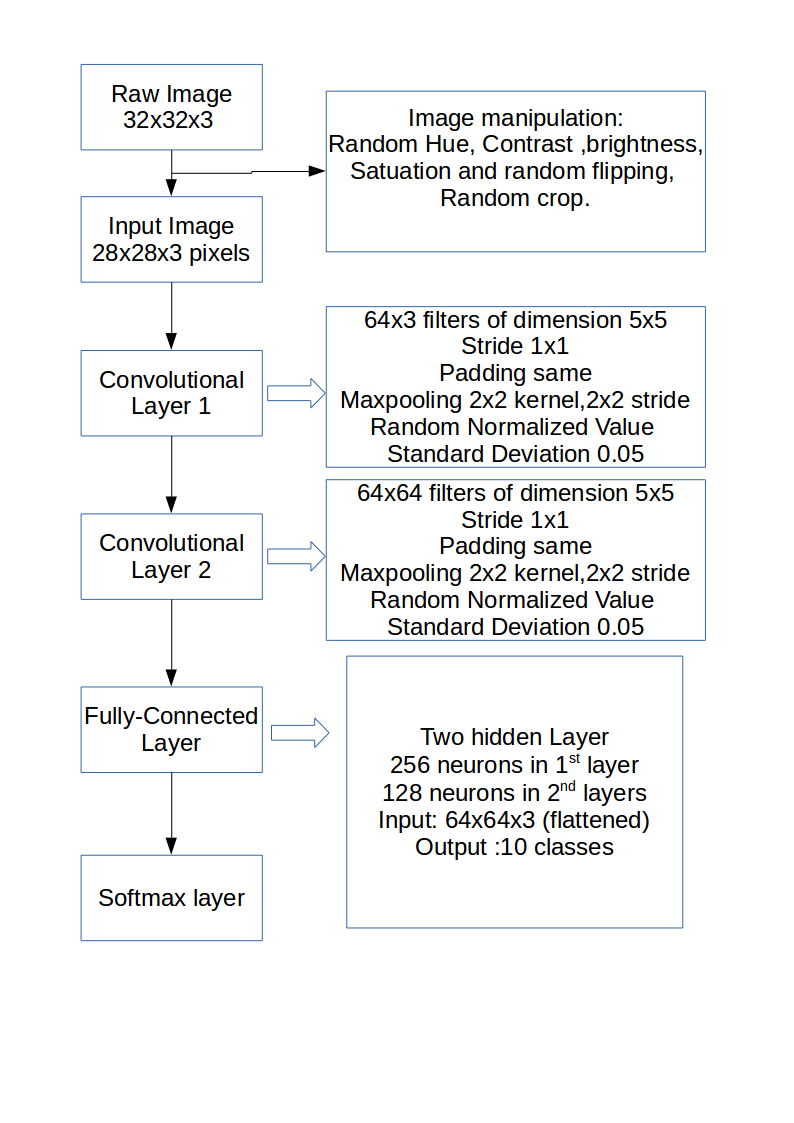 Raw Image
32x32x3
Image manipulation:
Random Hue, Contrast ,brightness,
Satuation and random flipping,
Random crop.
Input Image
28x28x3 pixels
64x3 filters of dimension 5x5
Stride 1x1
Padding same
Maxpooling 2x2 kernel,2x2 stride
Random Normalized Value
Standard Deviation 0.05
Convolutional
Layer 1
64x64 filters of dimension 5x5
Stride 1x1
Padding same
Maxpooling 2x2 kernel,2x2 stride
Random Normalized Value
Standard Deviation 0.05
Convolutional
Layer 2
Fully-Connected
Layer
Two hidden Layer
256 neurons in 1st layer
128 neurons in 2nd layers
Input: 64x64x3 (flattened)
Output :10 classes
Softmax layer